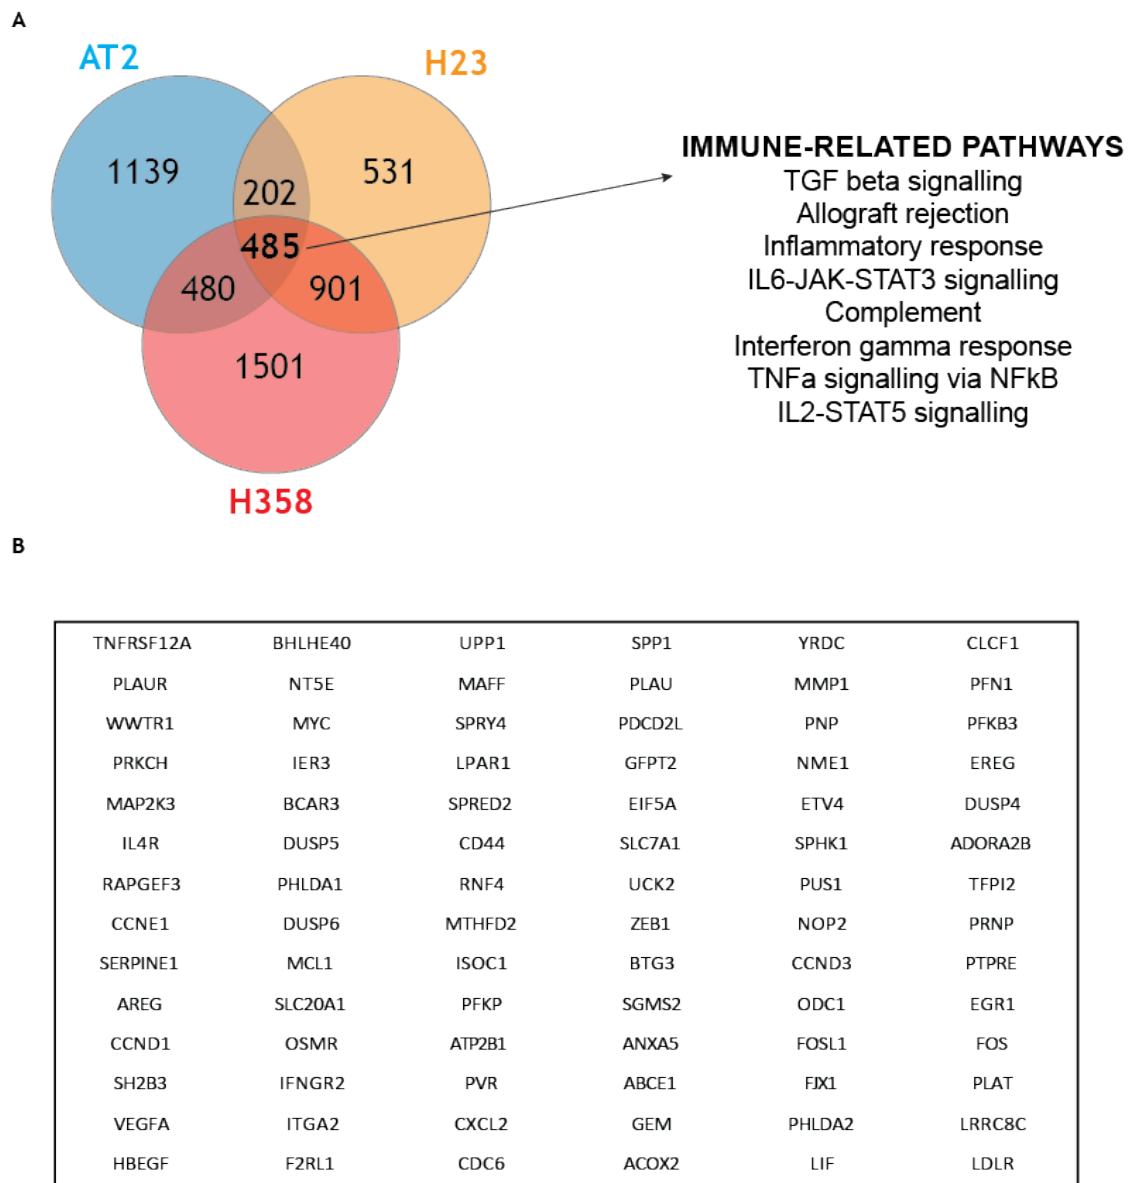 A
AT2
H23
1139
202
531
485
480
901
1501
H358
IMMUNE-RELATED PATHWAYS
TGF beta signalling
Allograft rejection
Inflammatory response
IL6-JAK-STAT3 signalling
Complement
Interferon gamma response
TNFa signalling via NFkB
IL2-STAT5 signalling
B
TNFRSF12A BHLHE40 UPP1 SPP1 YRDC CLCF1
PLAUR NT5E MAFF PLAU MMP1 PFN1
WWTR1 MYC SPRY4 PDCD2L PNP PFKB3
PRKCH IER3 LPAR1 GFPT2 NME1 EREG
MAP2K3 BCAR3 SPRED2 EIF5A ETV4 DUSP4
IL4R DUSP5 CD44 SLC7A1 SPHK1 ADORA2B
RAPGEF3 PHLDA1 RNF4 UCK2 PUS1 TFPI2
CCNE1 DUSP6 MTHFD2 ZEB1 NOP2 PRNP
SERPINE1 MCL1 ISOC1 BTG3 CCND3 PTPRE
AREG SLC20A1 PFKP SGMS2 ODC1 EGR1
CCND1 OSMR ATP2B1 ANXA5 FOSL1 FOS
SH2B3 IFNGR2 PVR ABCE1 FJX1 PLAT
VEGFA ITGA2 CXCL2 GEM PHLDA2 LRRC8C
HBEGF F2RL1 CDC6 ACOX2 LIF LDLR